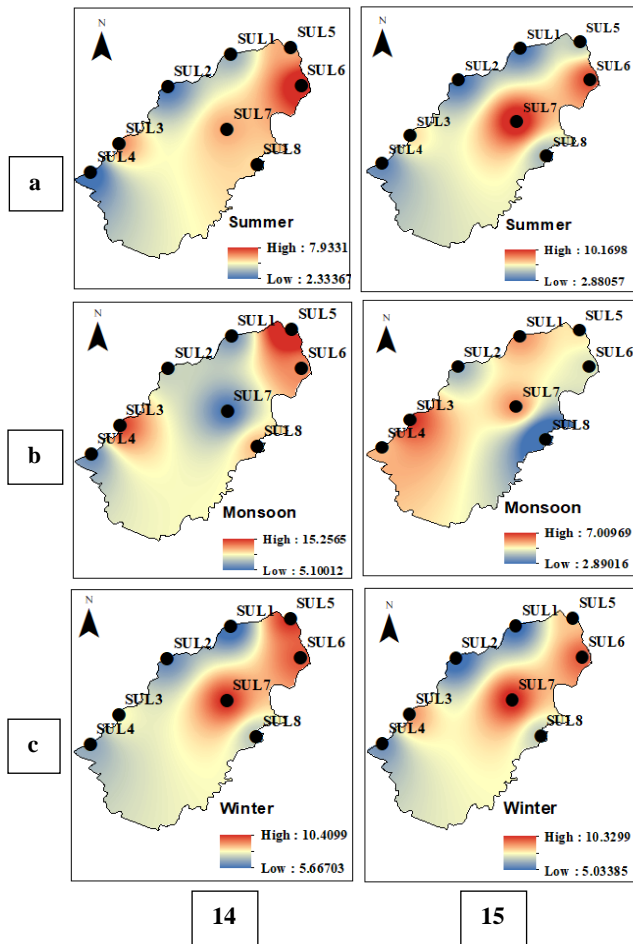 N
SUL5
SUL1
SUL2
SUL6
SUL7
SUL3
SUL8
SUL4
Summer
High : 7.9331
Low : 2.33367
N
SUL5
SUL1
SUL2
SUL6
SUL7
SUL3
SUL8
SUL4
Summer
High : 10.1698
Low : 2.88057
a
N
SUL5
SUL1
SUL2
SUL6
SUL7
SUL3
SUL8
SUL4
Monsoon
High : 15.2565
Low : 5.10012
N
SUL5
SUL1
SUL2
SUL6
SUL7
SUL3
SUL8
SUL4
Monsoon
High : 7.00969
Low : 2.89016
b
N
SUL5
SUL1
SUL2
SUL6
SUL7
SUL3
SUL8
SUL4
Winter
High : 10.4099
Low : 5.66703
N
SUL5
SUL1
SUL2
SUL6
SUL7
SUL3
SUL8
SUL4
Winter
High : 10.3299
Low : 5.03385
c
14
15